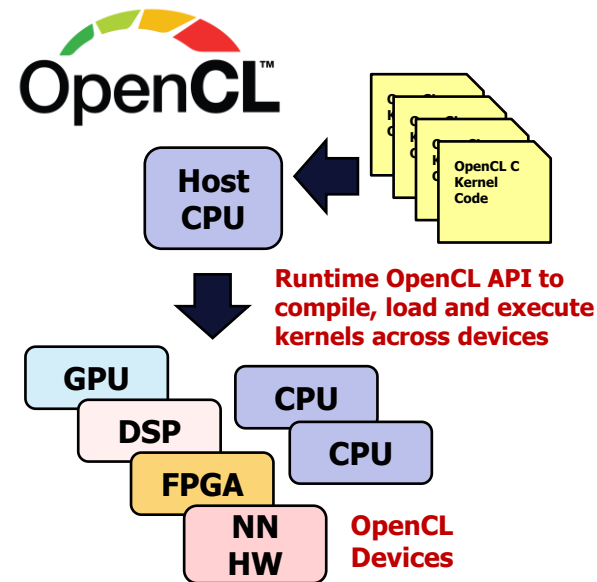 OpenCL™
OpenCL C
Kernel
Code
Host
CPU
Runtime OpenCL API to
compile, load and execute
kernels across devices
GPU
CPU
DSP
CPU
FPGA
NN
HW
OpenCL
Devices